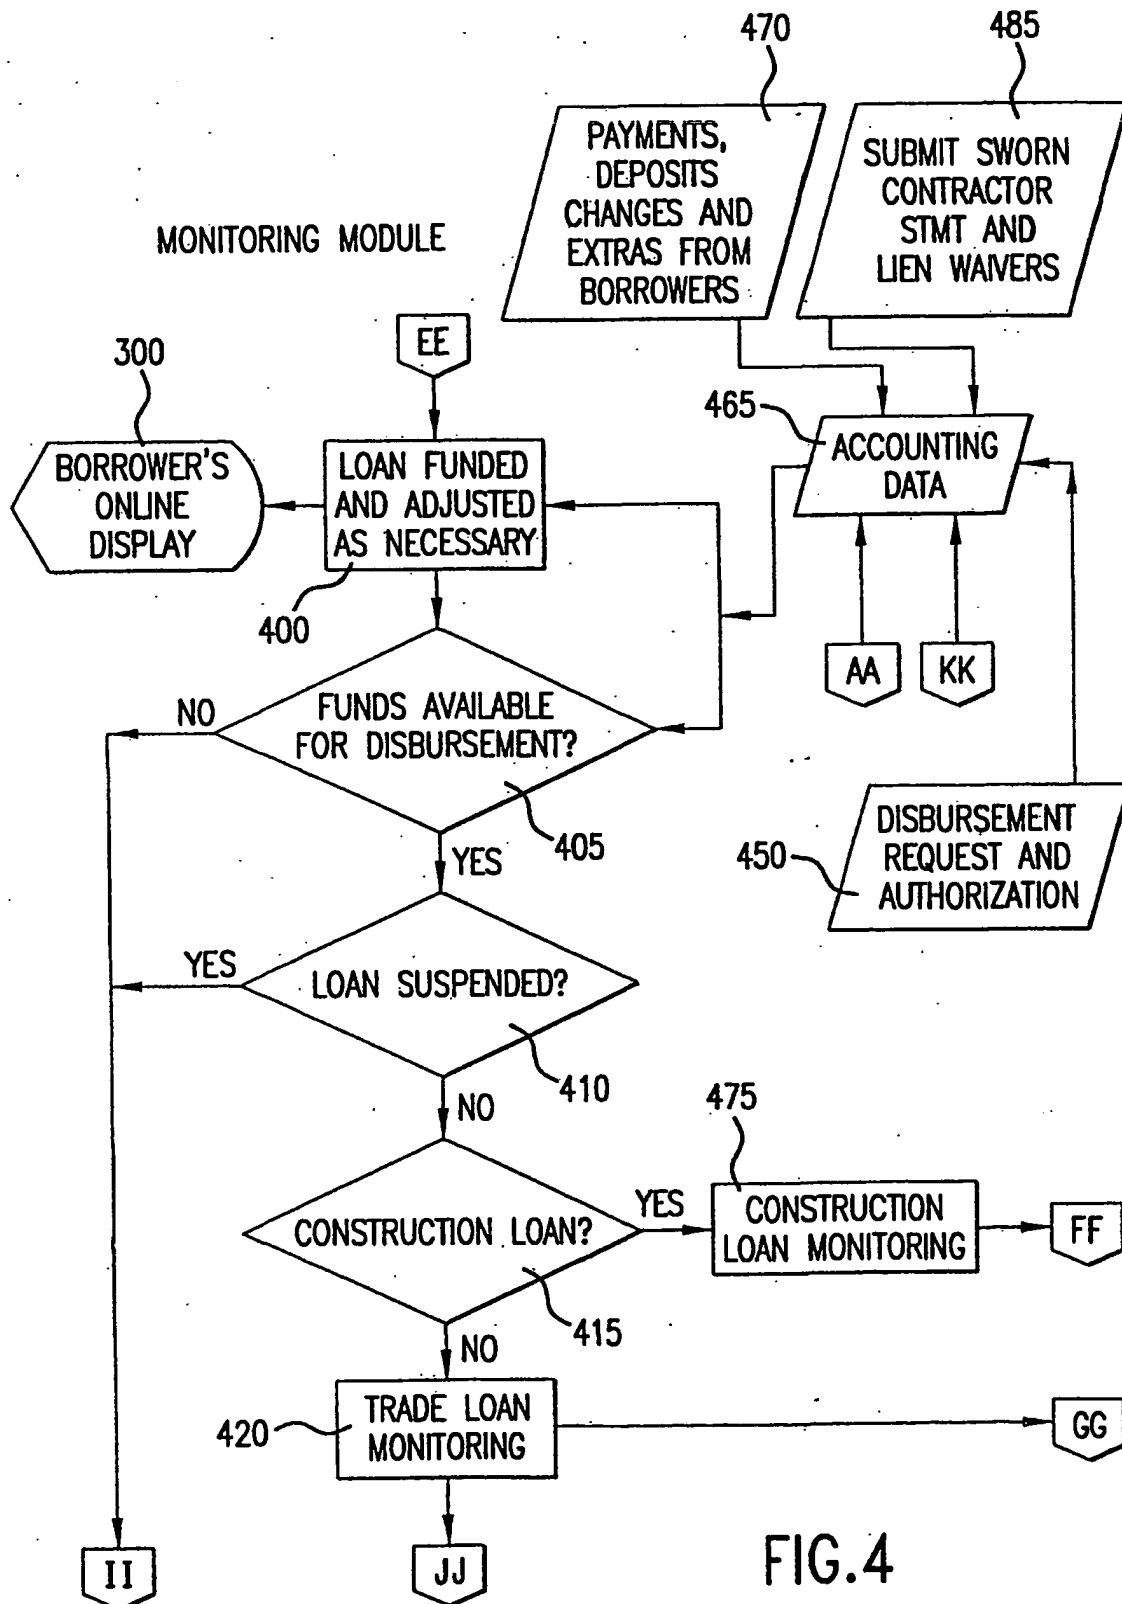 470
485
PAYMENTS,
DEPOSITS
CHANGES AND
EXTRAS FROM
BORROWERS
SUBMIT SWORN
CONTRACTOR
STMT AND
LIEN WAIVERS
MONITORING MODULE
EE
300
BORROWER'S
ONLINE
DISPLAY
LOAN FUNDED
AND ADJUSTED
AS NECESSARY
400
465
ACCOUNTING
DATA
AA
KK
NO
FUNDS AVAILABLE
FOR DISBURSEMENT?
405
YES
450
DISBURSEMENT
REQUEST AND
AUTHORIZATION
YES
LOAN SUSPENDED?
410
NO
475
CONSTRUCTION LOAN?
YES
CONSTRUCTION
LOAN MONITORING
FF
415
NO
420
TRADE LOAN
MONITORING
GG
II
JJ
FIG.4